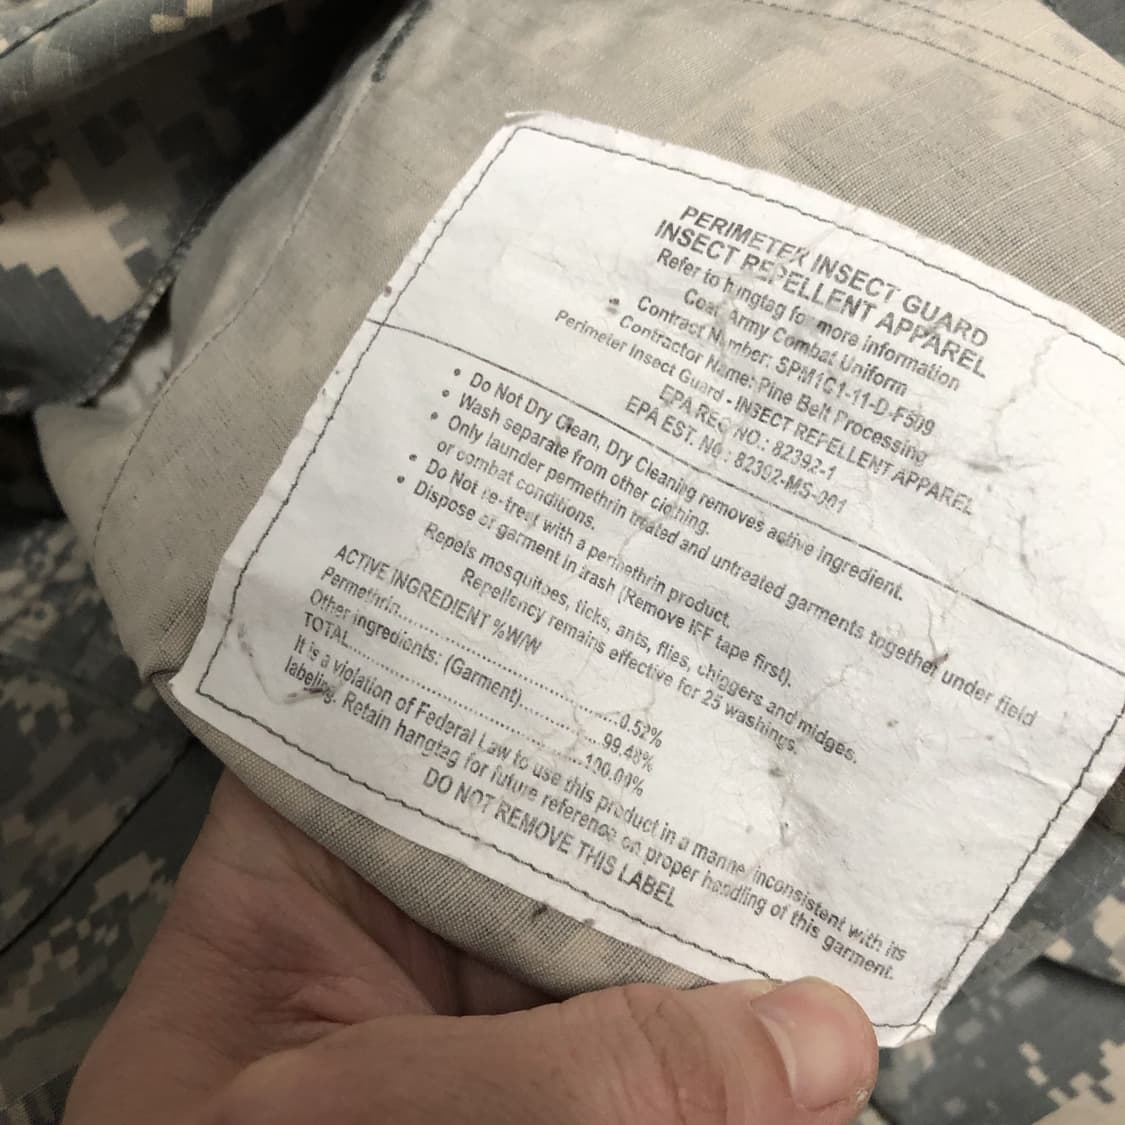 PERIMETER INSECT GUARD
INSECT REPELLENT APPAREL
Refer to hangtag for more information
Coat Army Combat Uniform
Contract Number: SPM1C1-11-D-F509
Contractor Name: Pine Belt Processing
Perimeter Insect Guard - INSECT REPELLENT APPAREL
EPA REG NO.: 82392-1
EPA EST. NO.: 82392-MS-001
• Do Not Dry Clean. Dry Cleaning removes active ingredient.
• Wash separate from other clothing.
• Only launder permethrin treated and untreated garments together under field
or combat conditions.
• Do Not re-treat with a permethrin product.
• Dispose of garment in trash (Remove IFF tape first).
Repels mosquitoes, ticks, ants, flies, chiggers and midges.
Repellency remains effective for 25 washings.
ACTIVE INGREDIENT %W/W
Permethrin..........................................0.52%
Other ingredients: (Garment)................99.48%
TOTAL..............................................100.00%
It is a violation of Federal Law to use this product in a manner inconsistent with its
labeling. Retain hangtag for future reference on proper handling of this garment.
DO NOT REMOVE THIS LABEL